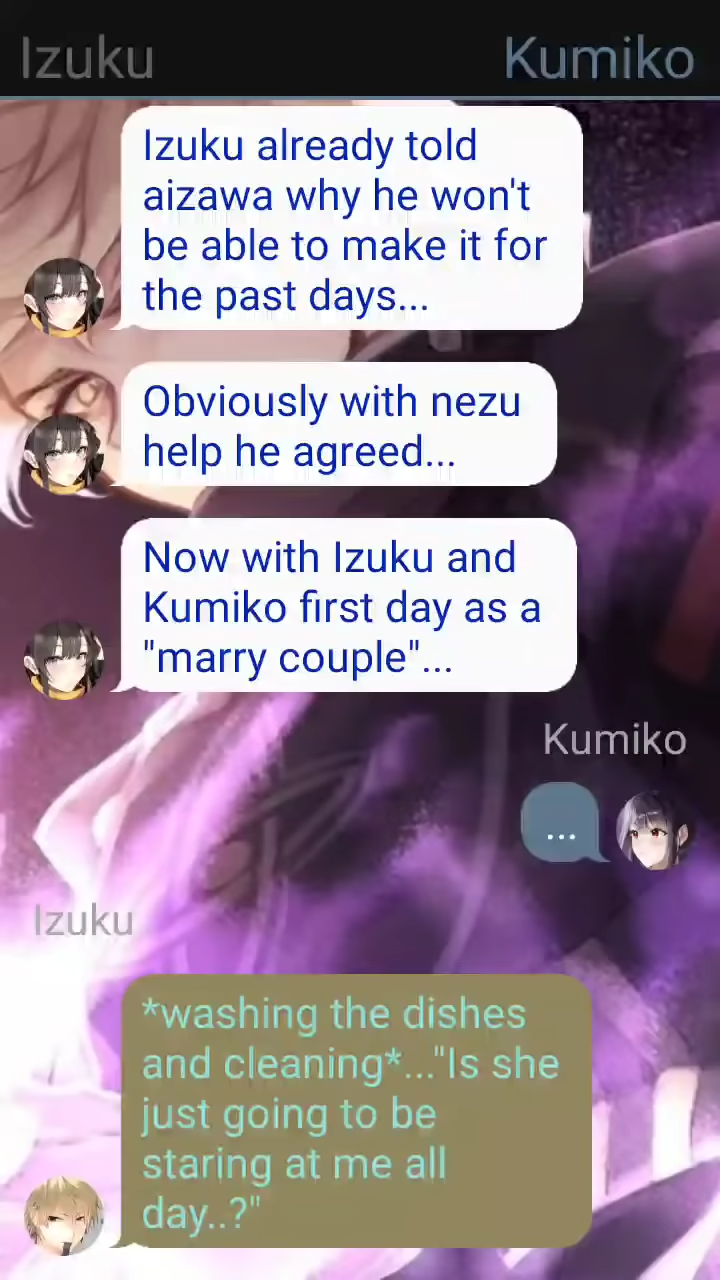 Izuku Kumiko
Izuku already told
aizawa why he won't
be able to make it for
the past days...
Obviously with nezu
help he agreed...
Now with Izuku and
Kumiko first day as a
"marry couple"...
Kumiko
...
Izuku
*washing the dishes
and cleaning*..."Is she
just going to be
staring at me all
day..?"